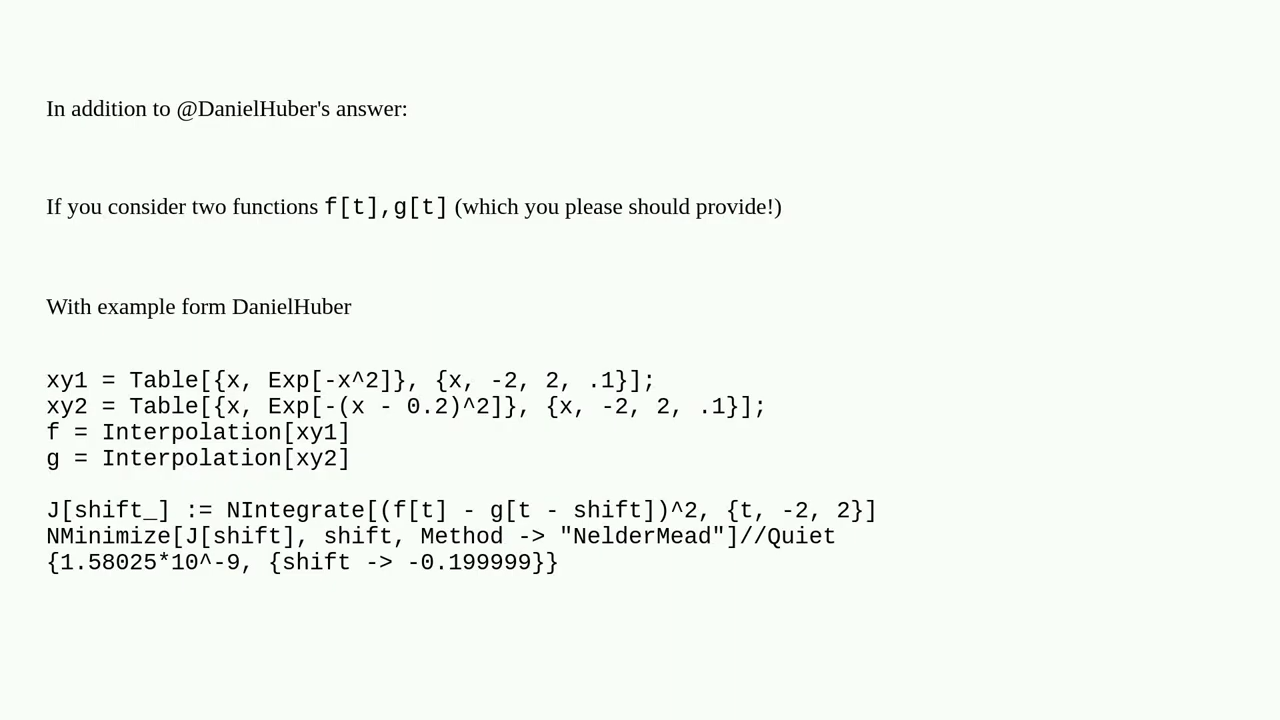 In addition to @DanielHuber's answer:
If you consider two functions f[t],g[t] (which you please should provide!)
With example form DanielHuber
xy1 = Table[{x, Exp[-x^2]}, {x, -2, 2, .1}];
xy2 = Table[{x, Exp[-(x - 0.2)^2]}, {x, -2, 2, .1}];
f = Interpolation[xy1]
g = Interpolation[xy2]
J[shift_] := NIntegrate[(f[t] - g[t - shift])^2, {t, -2, 2}]
NMinimize[J[shift], shift, Method -> "NelderMead"]//Quiet
{1.58025*10^-9, {shift -> -0.199999}}